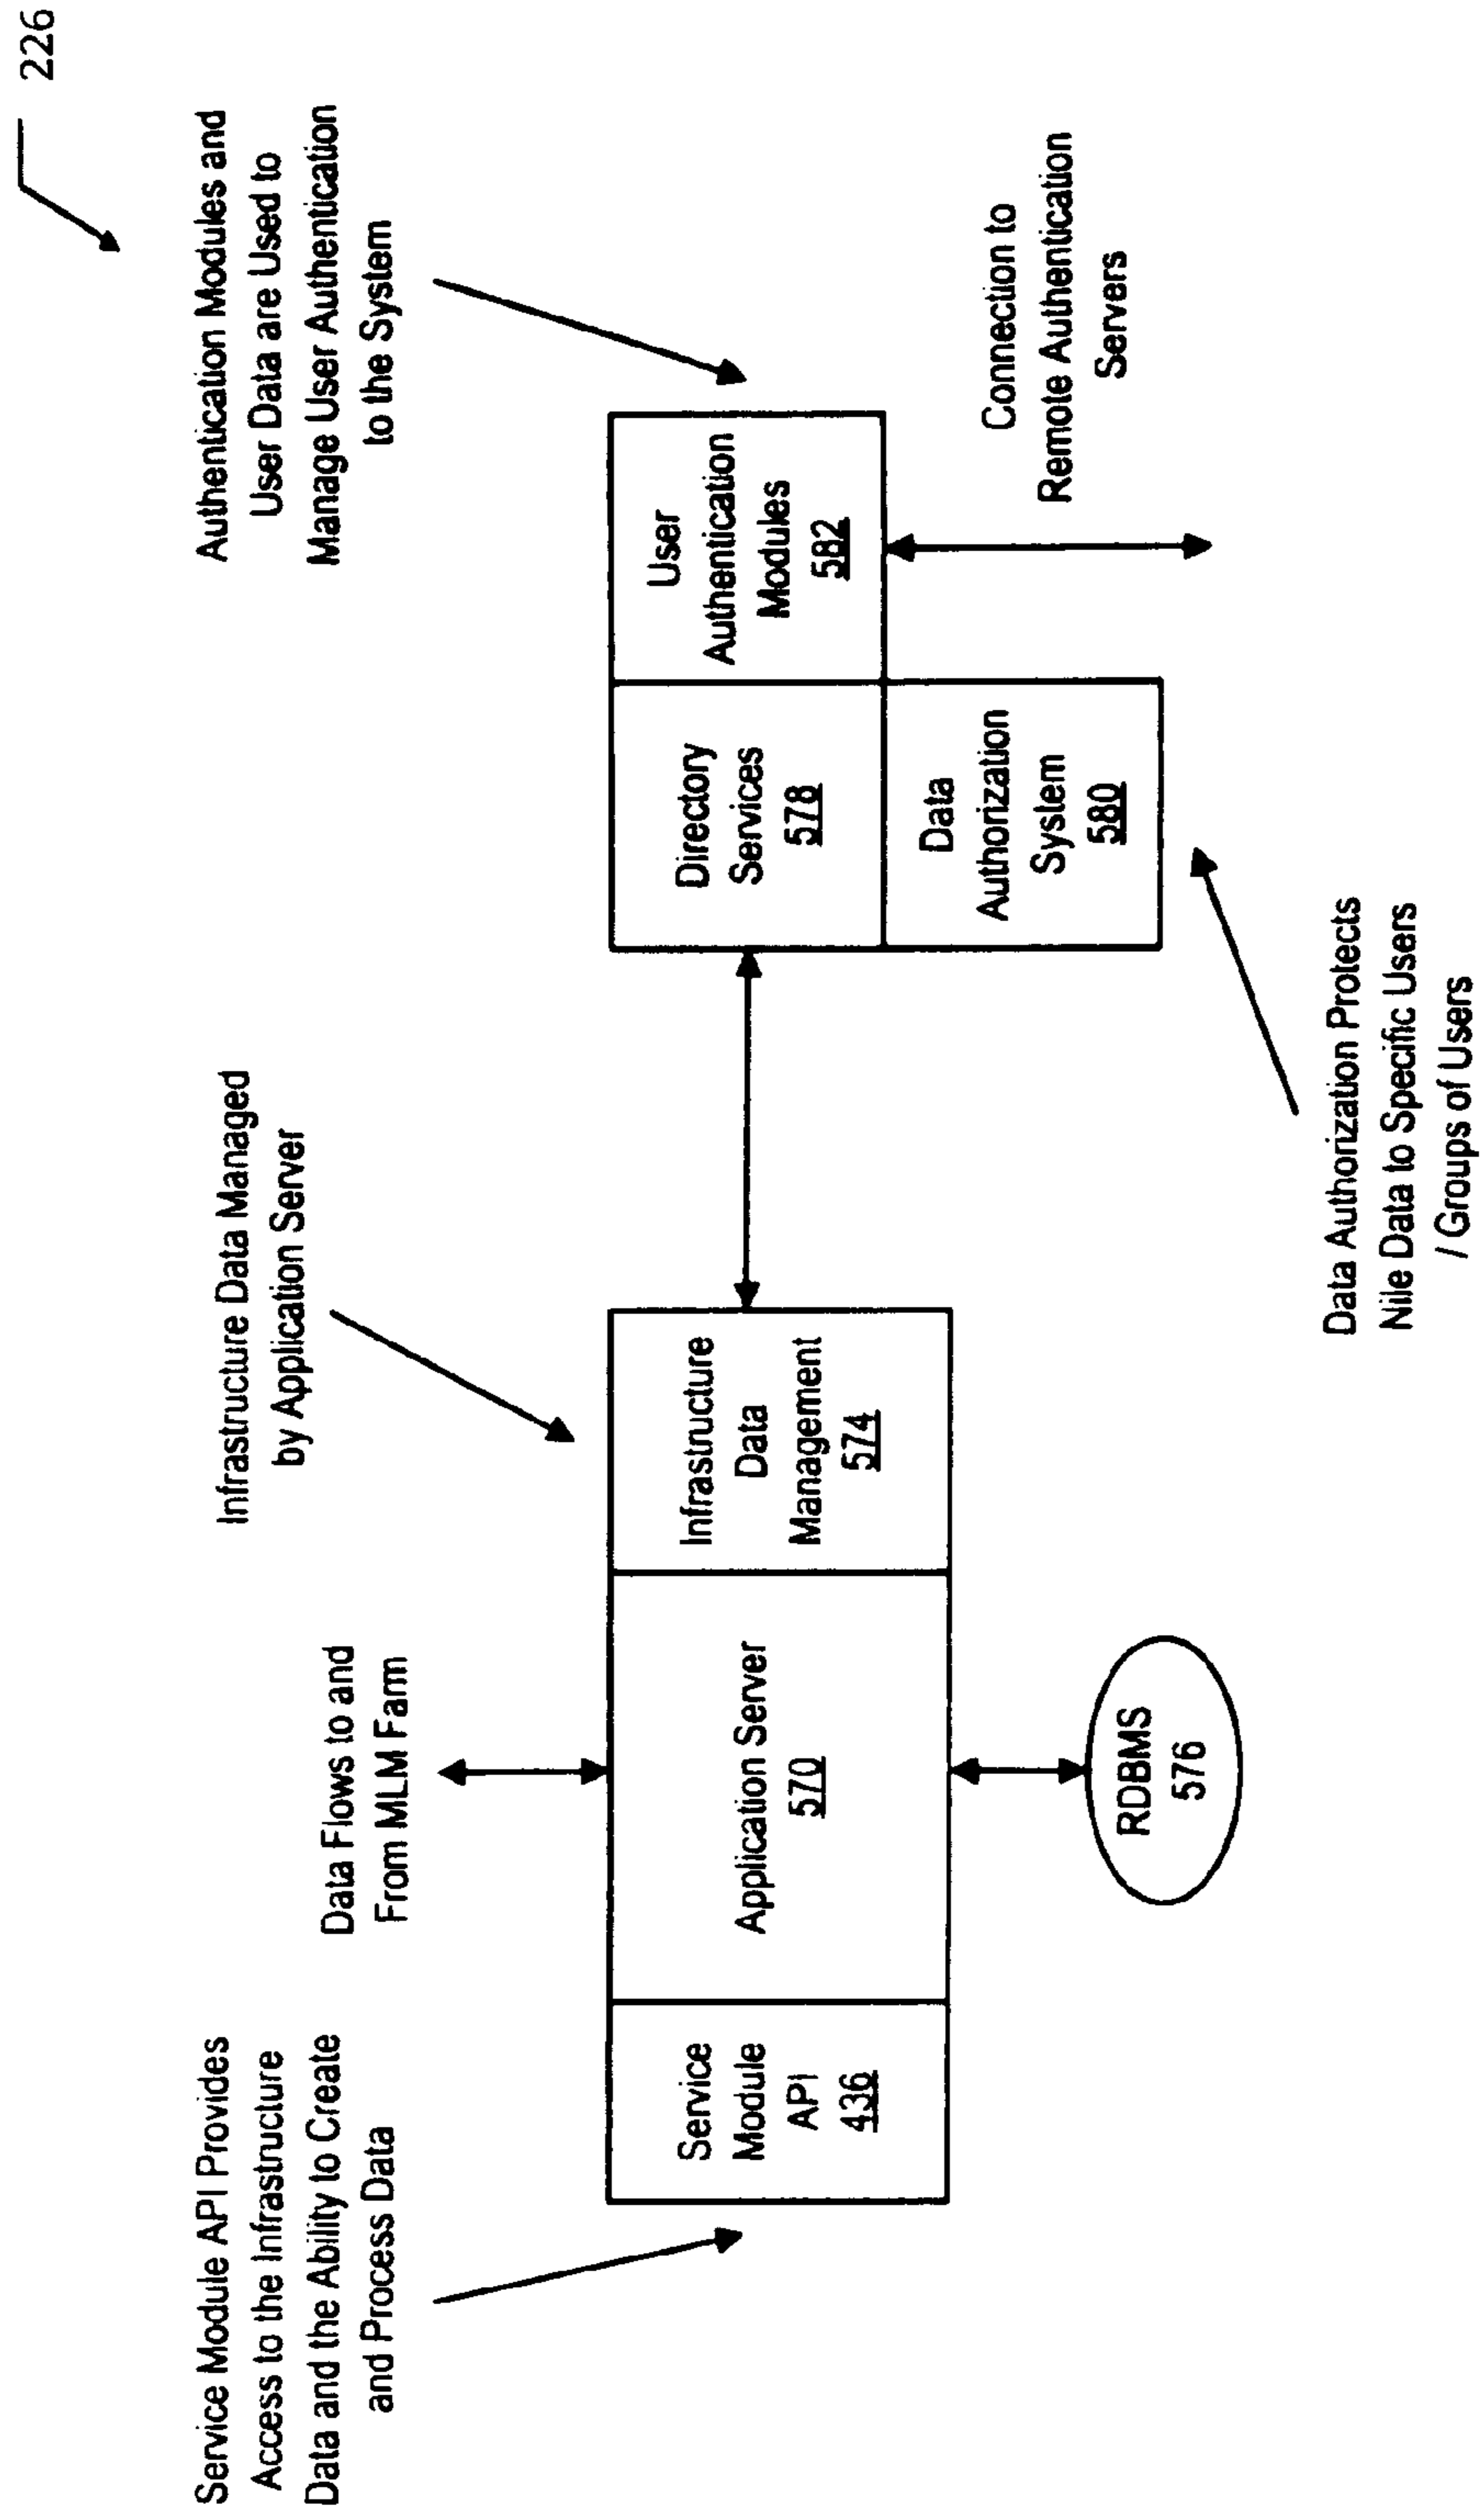 226
Service Module API Provides
Access to the Infrastructure
Data and the Ability to Create
and Process Data
Data Flows to and
From MLM Farm
Infrastructure Data Managed
by Application Server
Authentication Modules and
User Data are Used to
Manage User Authentication
to the System
Service
Module
API
436
Application Server
570
Infrastructure
Data
Management
574
Directory
Services
578
User
Authentication
Modules
582
Data
Authorization
System
580
Connection to
Remote Authentication
Servers
RDBMS
576
Data Authorization Protects
Nile Data to Specific Users
/ Groups of Users